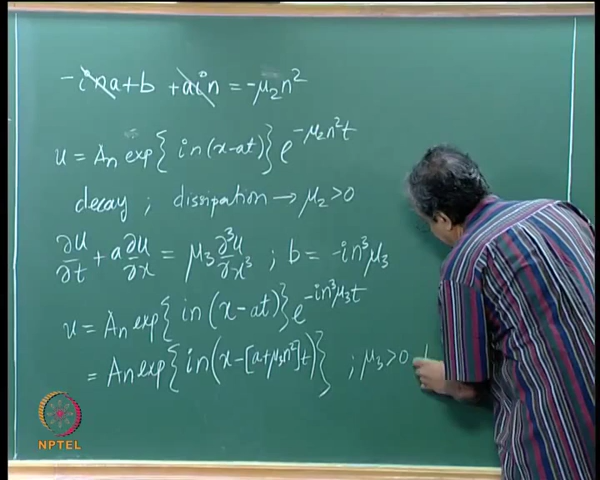 -ina+b +ain = -μ₂n²
u = Aₙ exp{in(x-at)} e^{-μ₂n²t}
decay ; dissipation → μ₂>0
∂u/∂t + a ∂u/∂x = μ₃ ∂³u/∂x³ ; b = -in³μ₃
u = Aₙ exp{in(x-at)} e^{-in³μ₃t}
= Aₙ exp{in(x-[a+μ₃n²]t)} ; μ₃>0
NPTEL